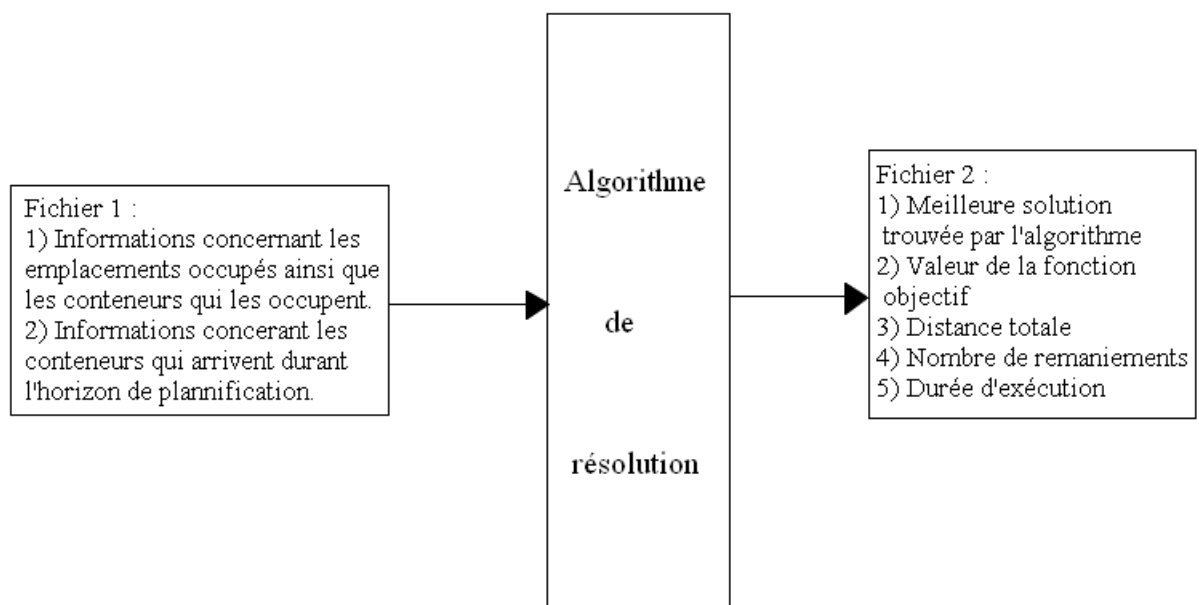 Fichier 1 :
1) Informations concernant les
emplacements occupés ainsi que
les conteneurs qui les occupent.
2) Informations concerant les
conteneurs qui arrivent durant
l'horizon de plannification.
Algorithme
de
résolution
Fichier 2 :
1) Meilleure solution
trouvée par l'algorithme
2) Valeur de la fonction
objectif
3) Distance totale
4) Nombre de remaniements
5) Durée d'exécution